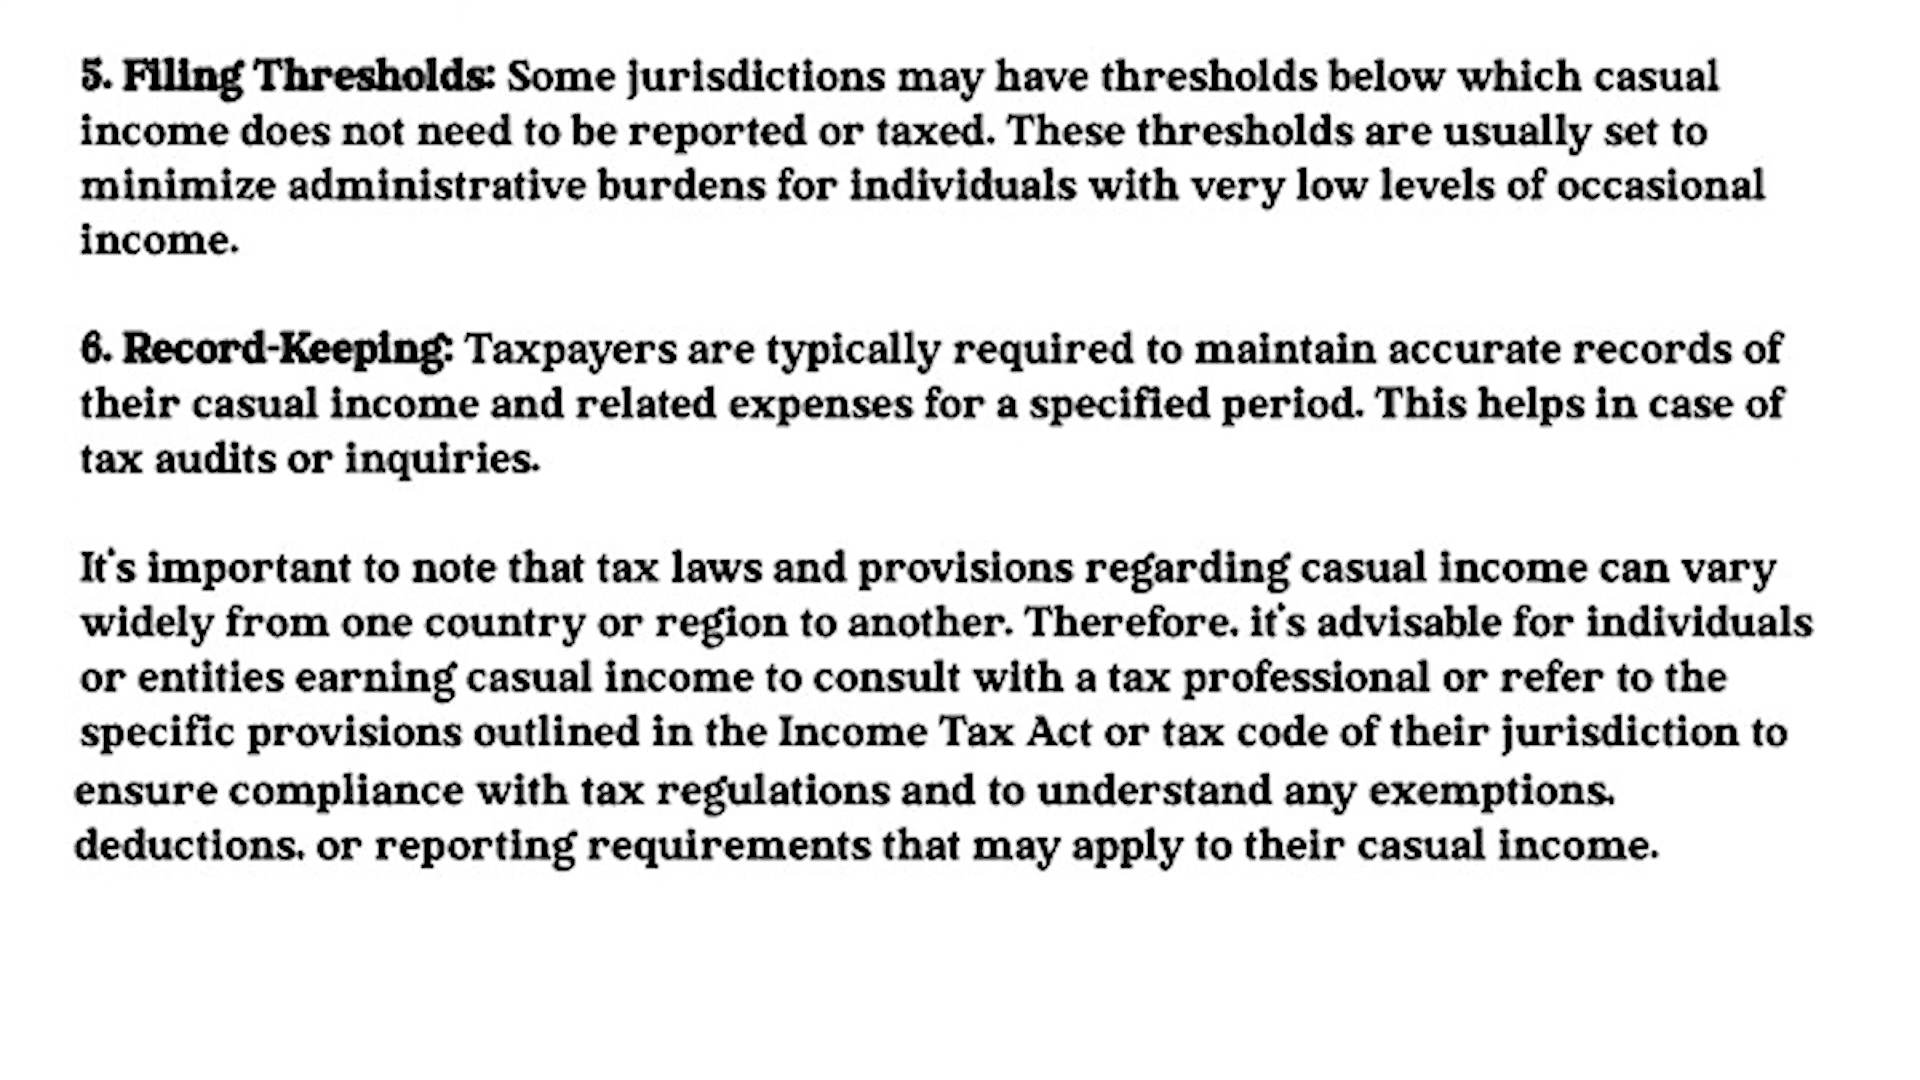 5. Filing Thresholds: Some jurisdictions may have thresholds below which casual
income does not need to be reported or taxed. These thresholds are usually set to
minimize administrative burdens for individuals with very low levels of occasional
income.
6. Record-Keeping: Taxpayers are typically required to maintain accurate records of
their casual income and related expenses for a specified period. This helps in case of
tax audits or inquiries.
It's important to note that tax laws and provisions regarding casual income can vary
widely from one country or region to another. Therefore, it's advisable for individuals
or entities earning casual income to consult with a tax professional or refer to the
specific provisions outlined in the Income Tax Act or tax code of their jurisdiction to
ensure compliance with tax regulations and to understand any exemptions,
deductions, or reporting requirements that may apply to their casual income.